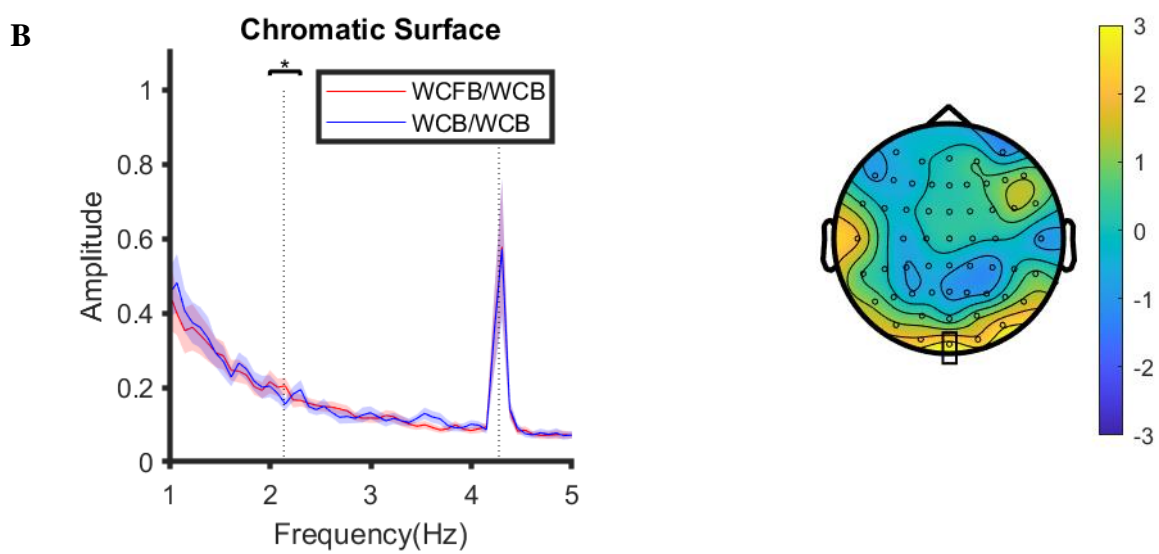 B
Chromatic Surface
*
WCFB/WCB
WCB/WCB
Amplitude
1
0.8
0.6
0.4
0.2
0
1 2 3 4 5
Frequency(Hz)
3
2
1
0
-1
-2
-3